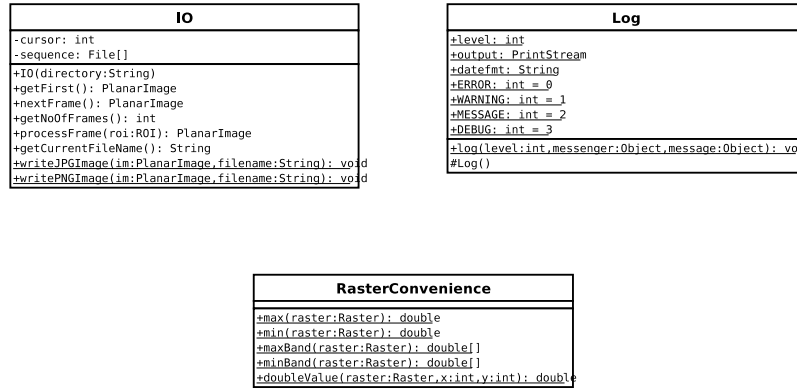 IO
-cursor: int
-sequence: File[]
+IO(directory:String)
+getFirst(): PlanarImage
+nextFrame(): PlanarImage
+getNoOfFrames(): int
+processFrame(roi:ROI): PlanarImage
+getCurrentFileName(): String
+writeJPGImage(im:PlanarImage,filename:String): void
+writePNGImage(im:PlanarImage,filename:String): void
Log
+level: int
+output: PrintStream
+datefmt: String
+ERROR: int = 0
+WARNING: int = 1
+MESSAGE: int = 2
+DEBUG: int = 3
+log(level:int,messenger:Object,message:Object): vo
#Log()
RasterConvenience
+max(raster:Raster): double
+min(raster:Raster): double
+maxBand(raster:Raster): double[]
+minBand(raster:Raster): double[]
+doubleValue(raster:Raster,x:int,y:int): double